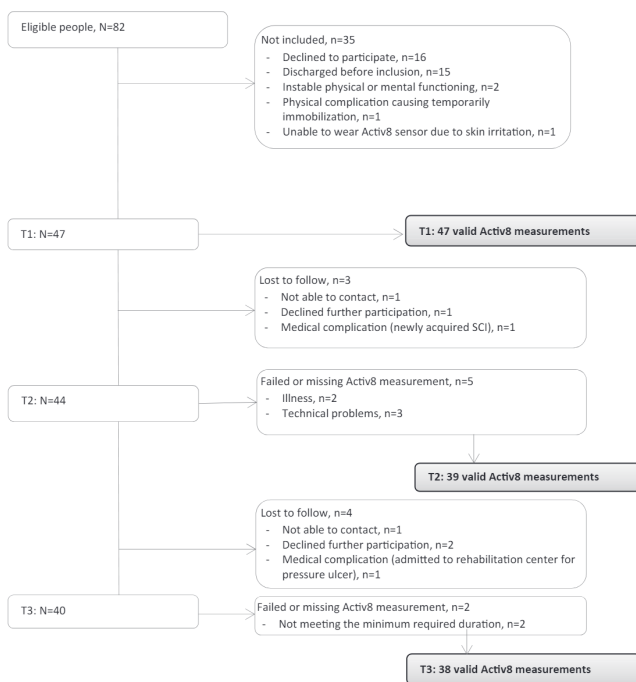 Eligible people, N=82
Not included, n=35
- Declined to participate, n=16
- Discharged before inclusion, n=15
- Instable physical or mental functioning, n=2
- Physical complication causing temporarily
immobilization, n=1
- Unable to wear Activ8 sensor due to skin irritation, n=1
T1: N=47
T1: 47 valid Activ8 measurements
Lost to follow, n=3
- Not able to contact, n=1
- Declined further participation, n=1
- Medical complication (newly acquired SCI), n=1
T2: N=44
Failed or missing Activ8 measurement, n=5
- Illness, n=2
- Technical problems, n=3
T2: 39 valid Activ8 measurements
Lost to follow, n=4
- Not able to contact, n=1
- Declined further participation, n=2
- Medical complication (admitted to rehabilitation center for
pressure ulcer), n=1
T3: N=40
Failed or missing Activ8 measurement, n=2
- Not meeting the minimum required duration, n=2
T3: 38 valid Activ8 measurements